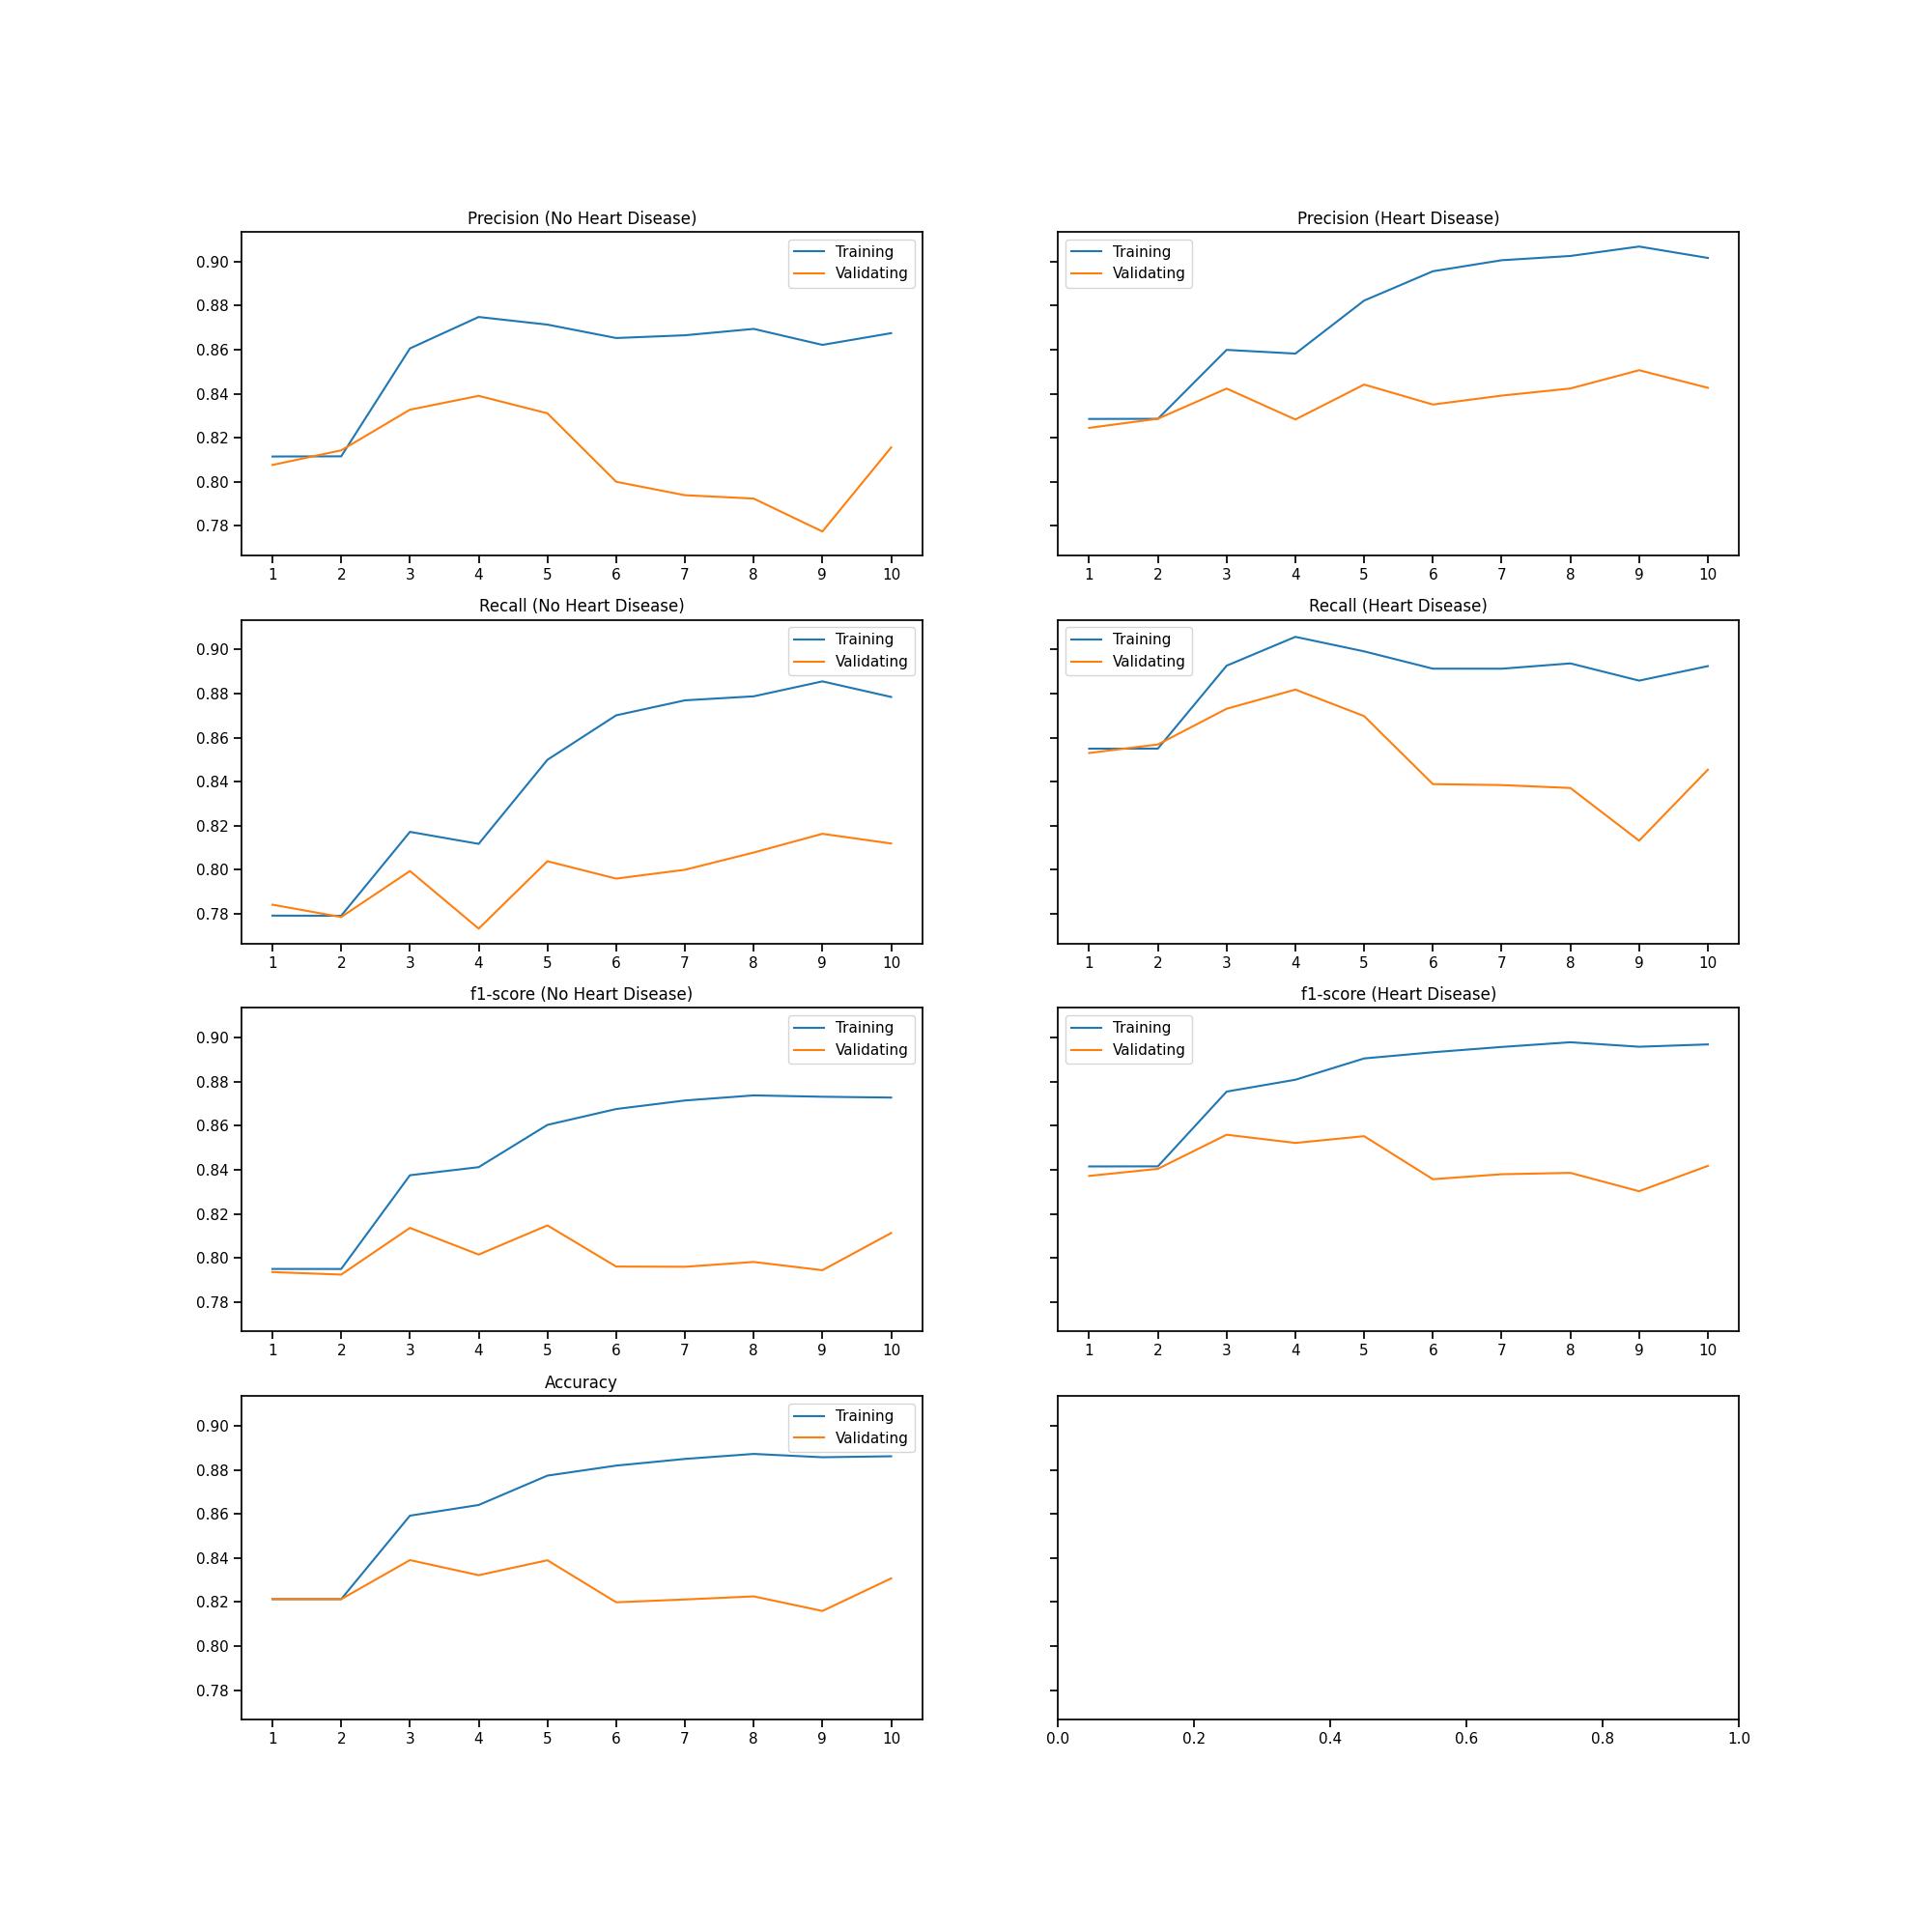 Precision (No Heart Disease)
Training
Validating
0.90
0.88
0.86
0.84
0.82
0.80
0.78
1 2 3 4 5 6 7 8 9 10
Precision (Heart Disease)
Training
Validating
1 2 3 4 5 6 7 8 9 10
Recall (No Heart Disease)
Training
Validating
0.90
0.88
0.86
0.84
0.82
0.80
0.78
1 2 3 4 5 6 7 8 9 10
Recall (Heart Disease)
Training
Validating
1 2 3 4 5 6 7 8 9 10
f1-score (No Heart Disease)
Training
Validating
0.90
0.88
0.86
0.84
0.82
0.80
0.78
1 2 3 4 5 6 7 8 9 10
f1-score (Heart Disease)
Training
Validating
1 2 3 4 5 6 7 8 9 10
Accuracy
Training
Validating
0.90
0.88
0.86
0.84
0.82
0.80
0.78
1 2 3 4 5 6 7 8 9 10
0.0 0.2 0.4 0.6 0.8 1.0